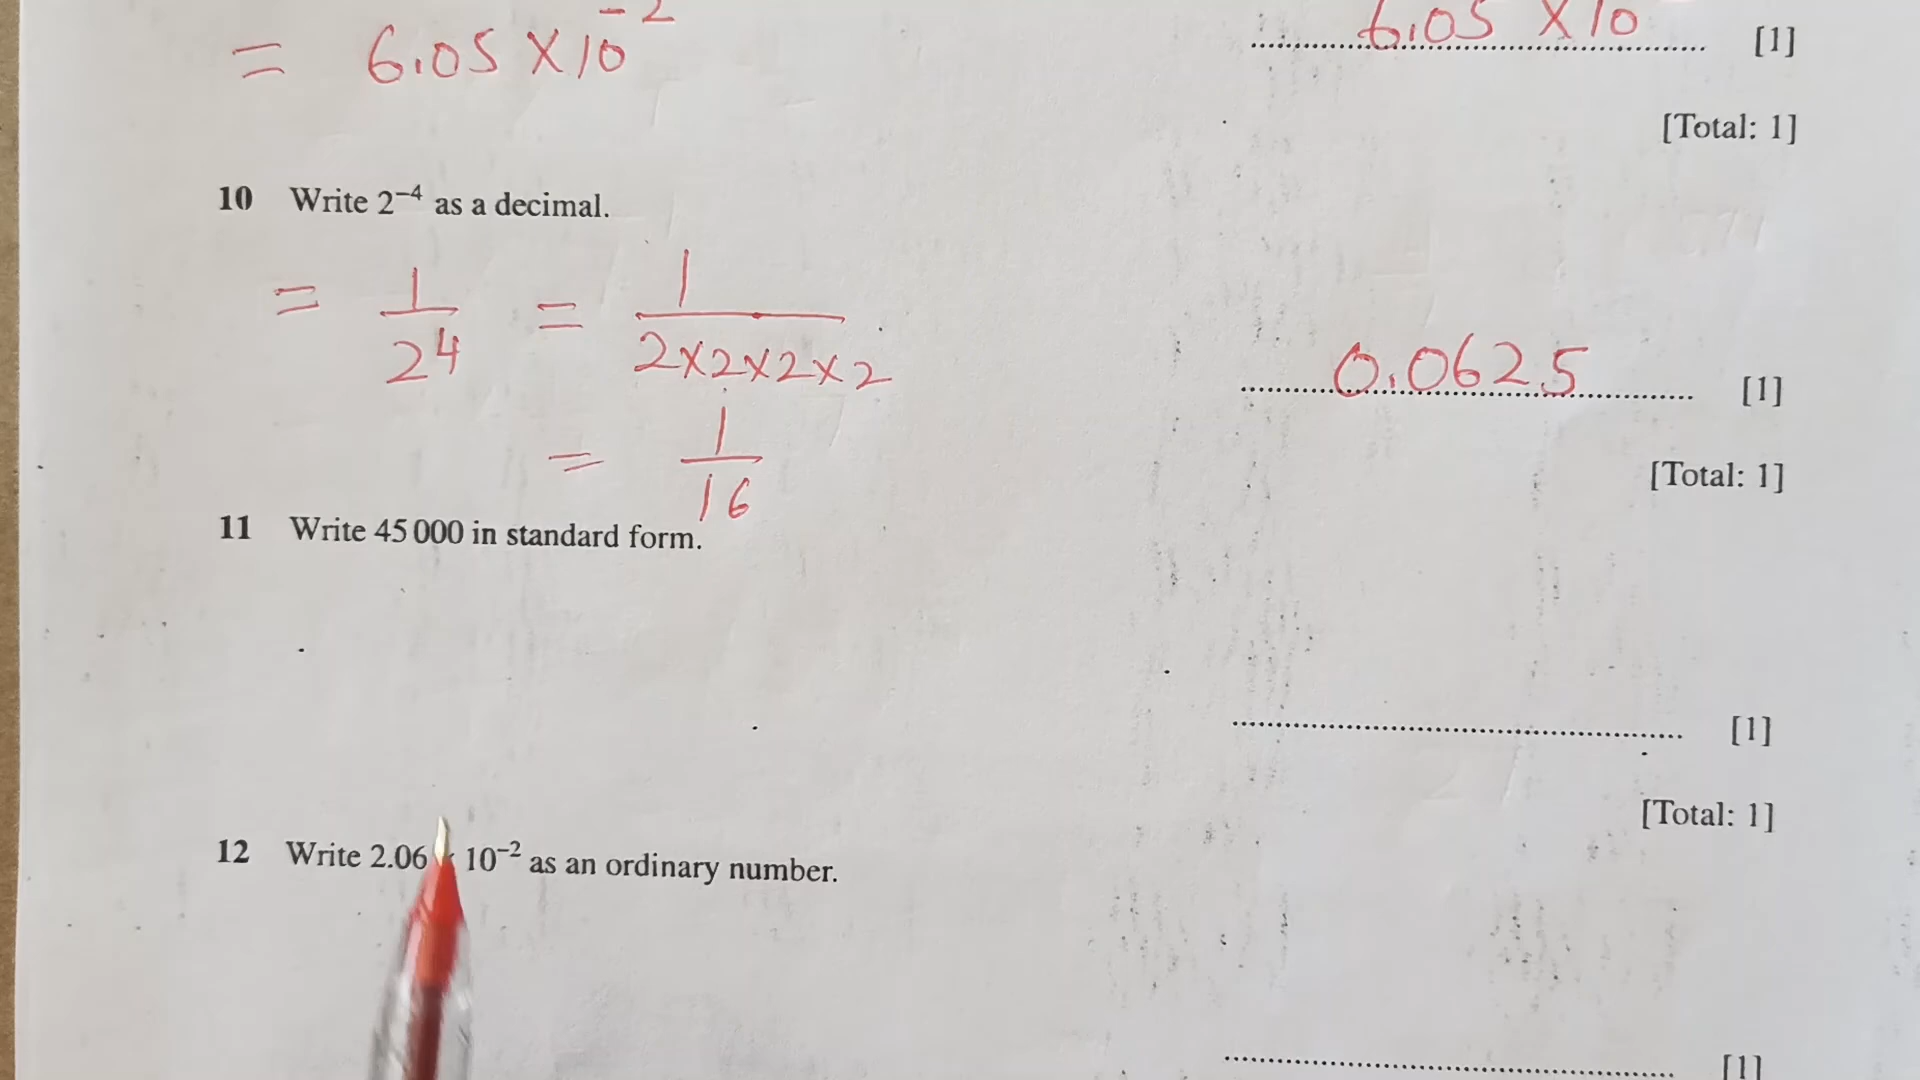 = 6.05 × 10⁻²
6.05 × 10 [1]
[Total: 1]
10 Write 2⁻⁴ as a decimal.
= 1/2⁴ = 1/(2×2×2×2)
0.0625 [1]
= 1/16
[Total: 1]
11 Write 45 000 in standard form.
[1]
[Total: 1]
12 Write 2.06 × 10⁻² as an ordinary number.
[1]